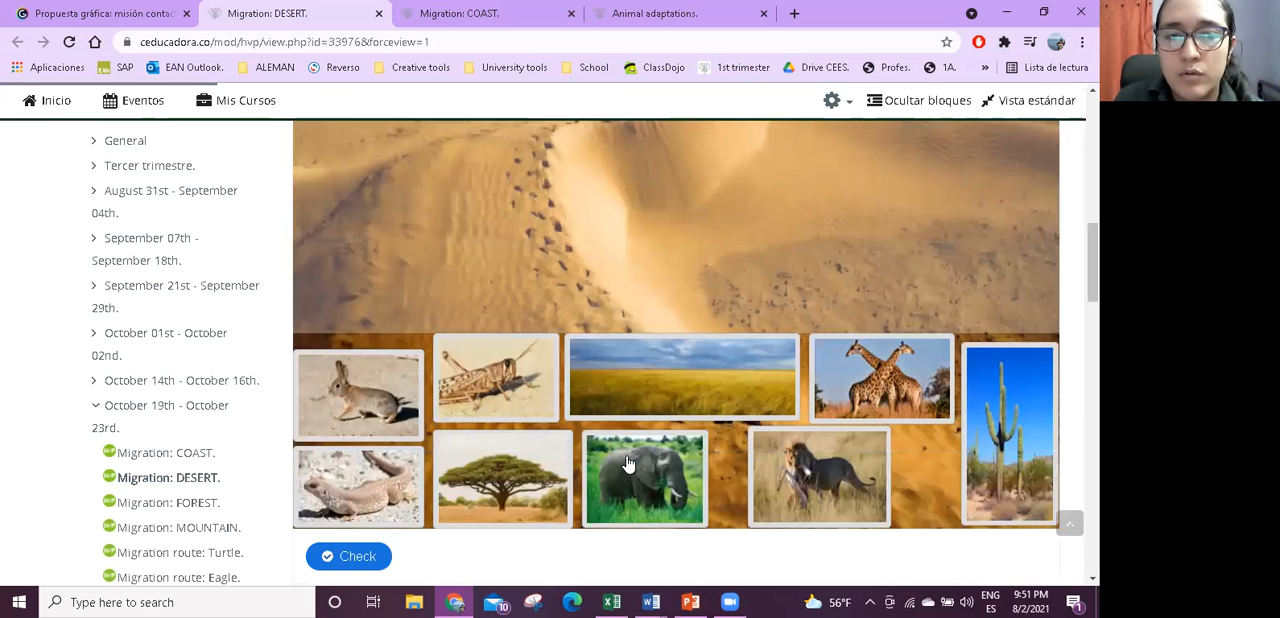 Propuesta gráfica: misión conta
Migration: DESERT.
Migration: COAST.
Animal adaptations.
ceducadora.co/mod/hvp/view.php?id=33976&forceview=1
Aplicaciones
SAP
EAN Outlook.
ALEMAN
Reverso
Creative tools
Study tools
School
ClassDojo
1st trimester
Drive CEES.
Profes.
1A.
»
Lista de lectura
Inicio
Eventos
Mis Cursos
Ocultar bloques
Vista estándar
General
Tercer trimestre.
August 31st - September
04th.
September 07th -
September 18th.
September 21st - September
29th.
October 01st - October
02nd.
October 14th - October 16th.
October 19th - October
23rd.
Migration: COAST.
Migration: DESERT.
Migration: FOREST.
Migration: MOUNTAIN.
Migration route: Turtle.
Migration route: Eagle.
Check
Type here to search
10
56°F
ENG
ES
9:51 PM
8/2/2021
1